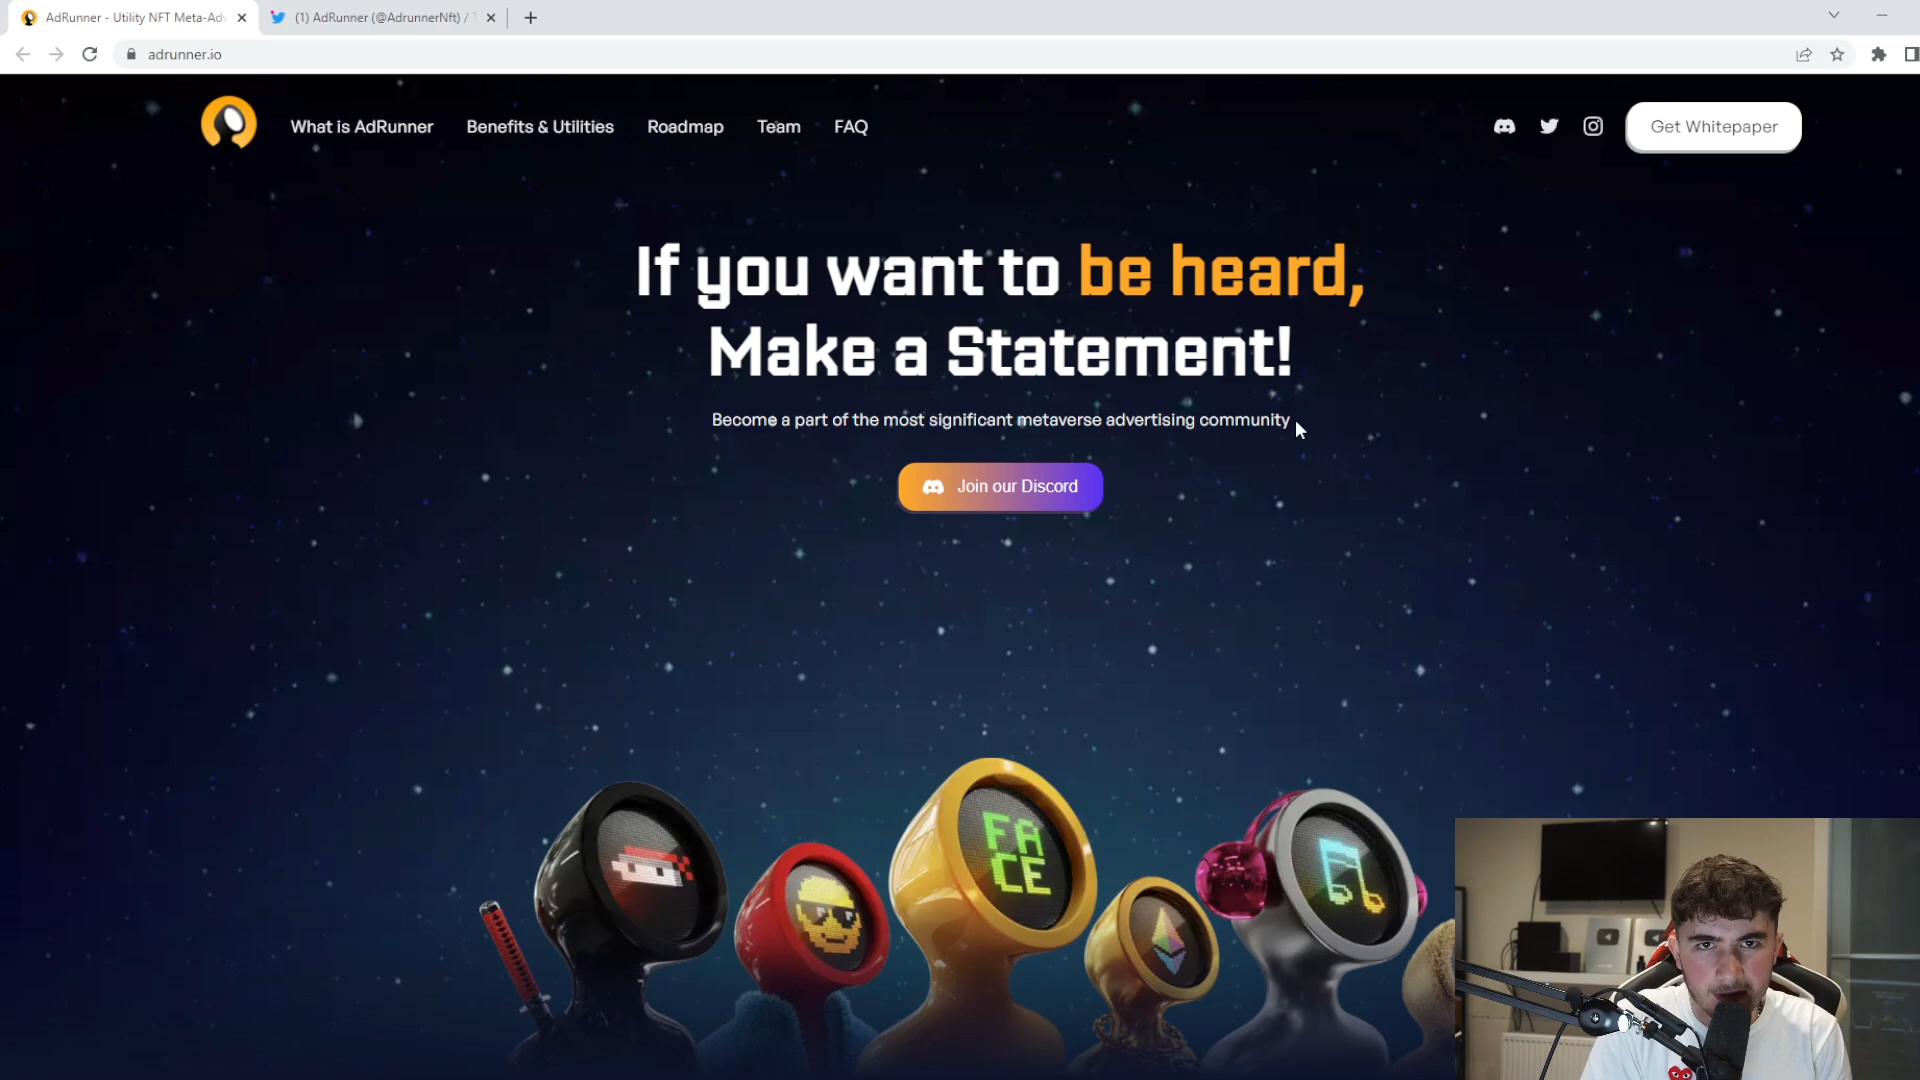 AdRunner - Utility NFT Meta-Adv
(1) AdRunner (@AdrunnerNft) / T
adrunner.io
What is AdRunner
Benefits & Utilities
Roadmap
Team
FAQ
Get Whitepaper
If you want to be heard,
Make a Statement!
Become a part of the most significant metaverse advertising community
Join our Discord
FA
CE